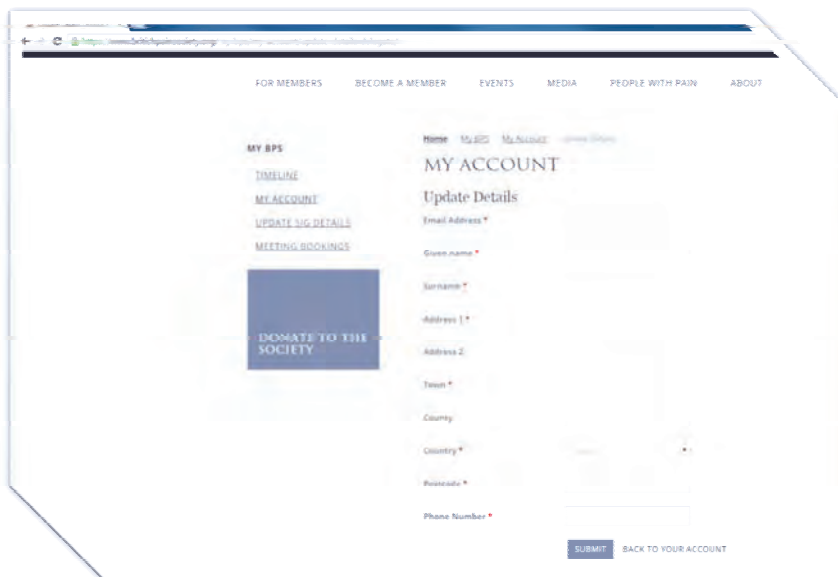 FOR MEMBERS BECOME A MEMBER EVENTS MEDIA PEOPLE WITH PAIN ABOUT
MY BPS
TIMELINE
MY ACCOUNT
UPDATE SIG DETAILS
MEETING BOOKINGS
DONATE TO THE
SOCIETY
Home My BPS My Account Update Details
MY ACCOUNT
Update Details
Email Address *
Given name *
Surname *
Address 1 *
Address 2
Town *
County
Country *
Postcode *
Phone Number *
SUBMIT BACK TO YOUR ACCOUNT